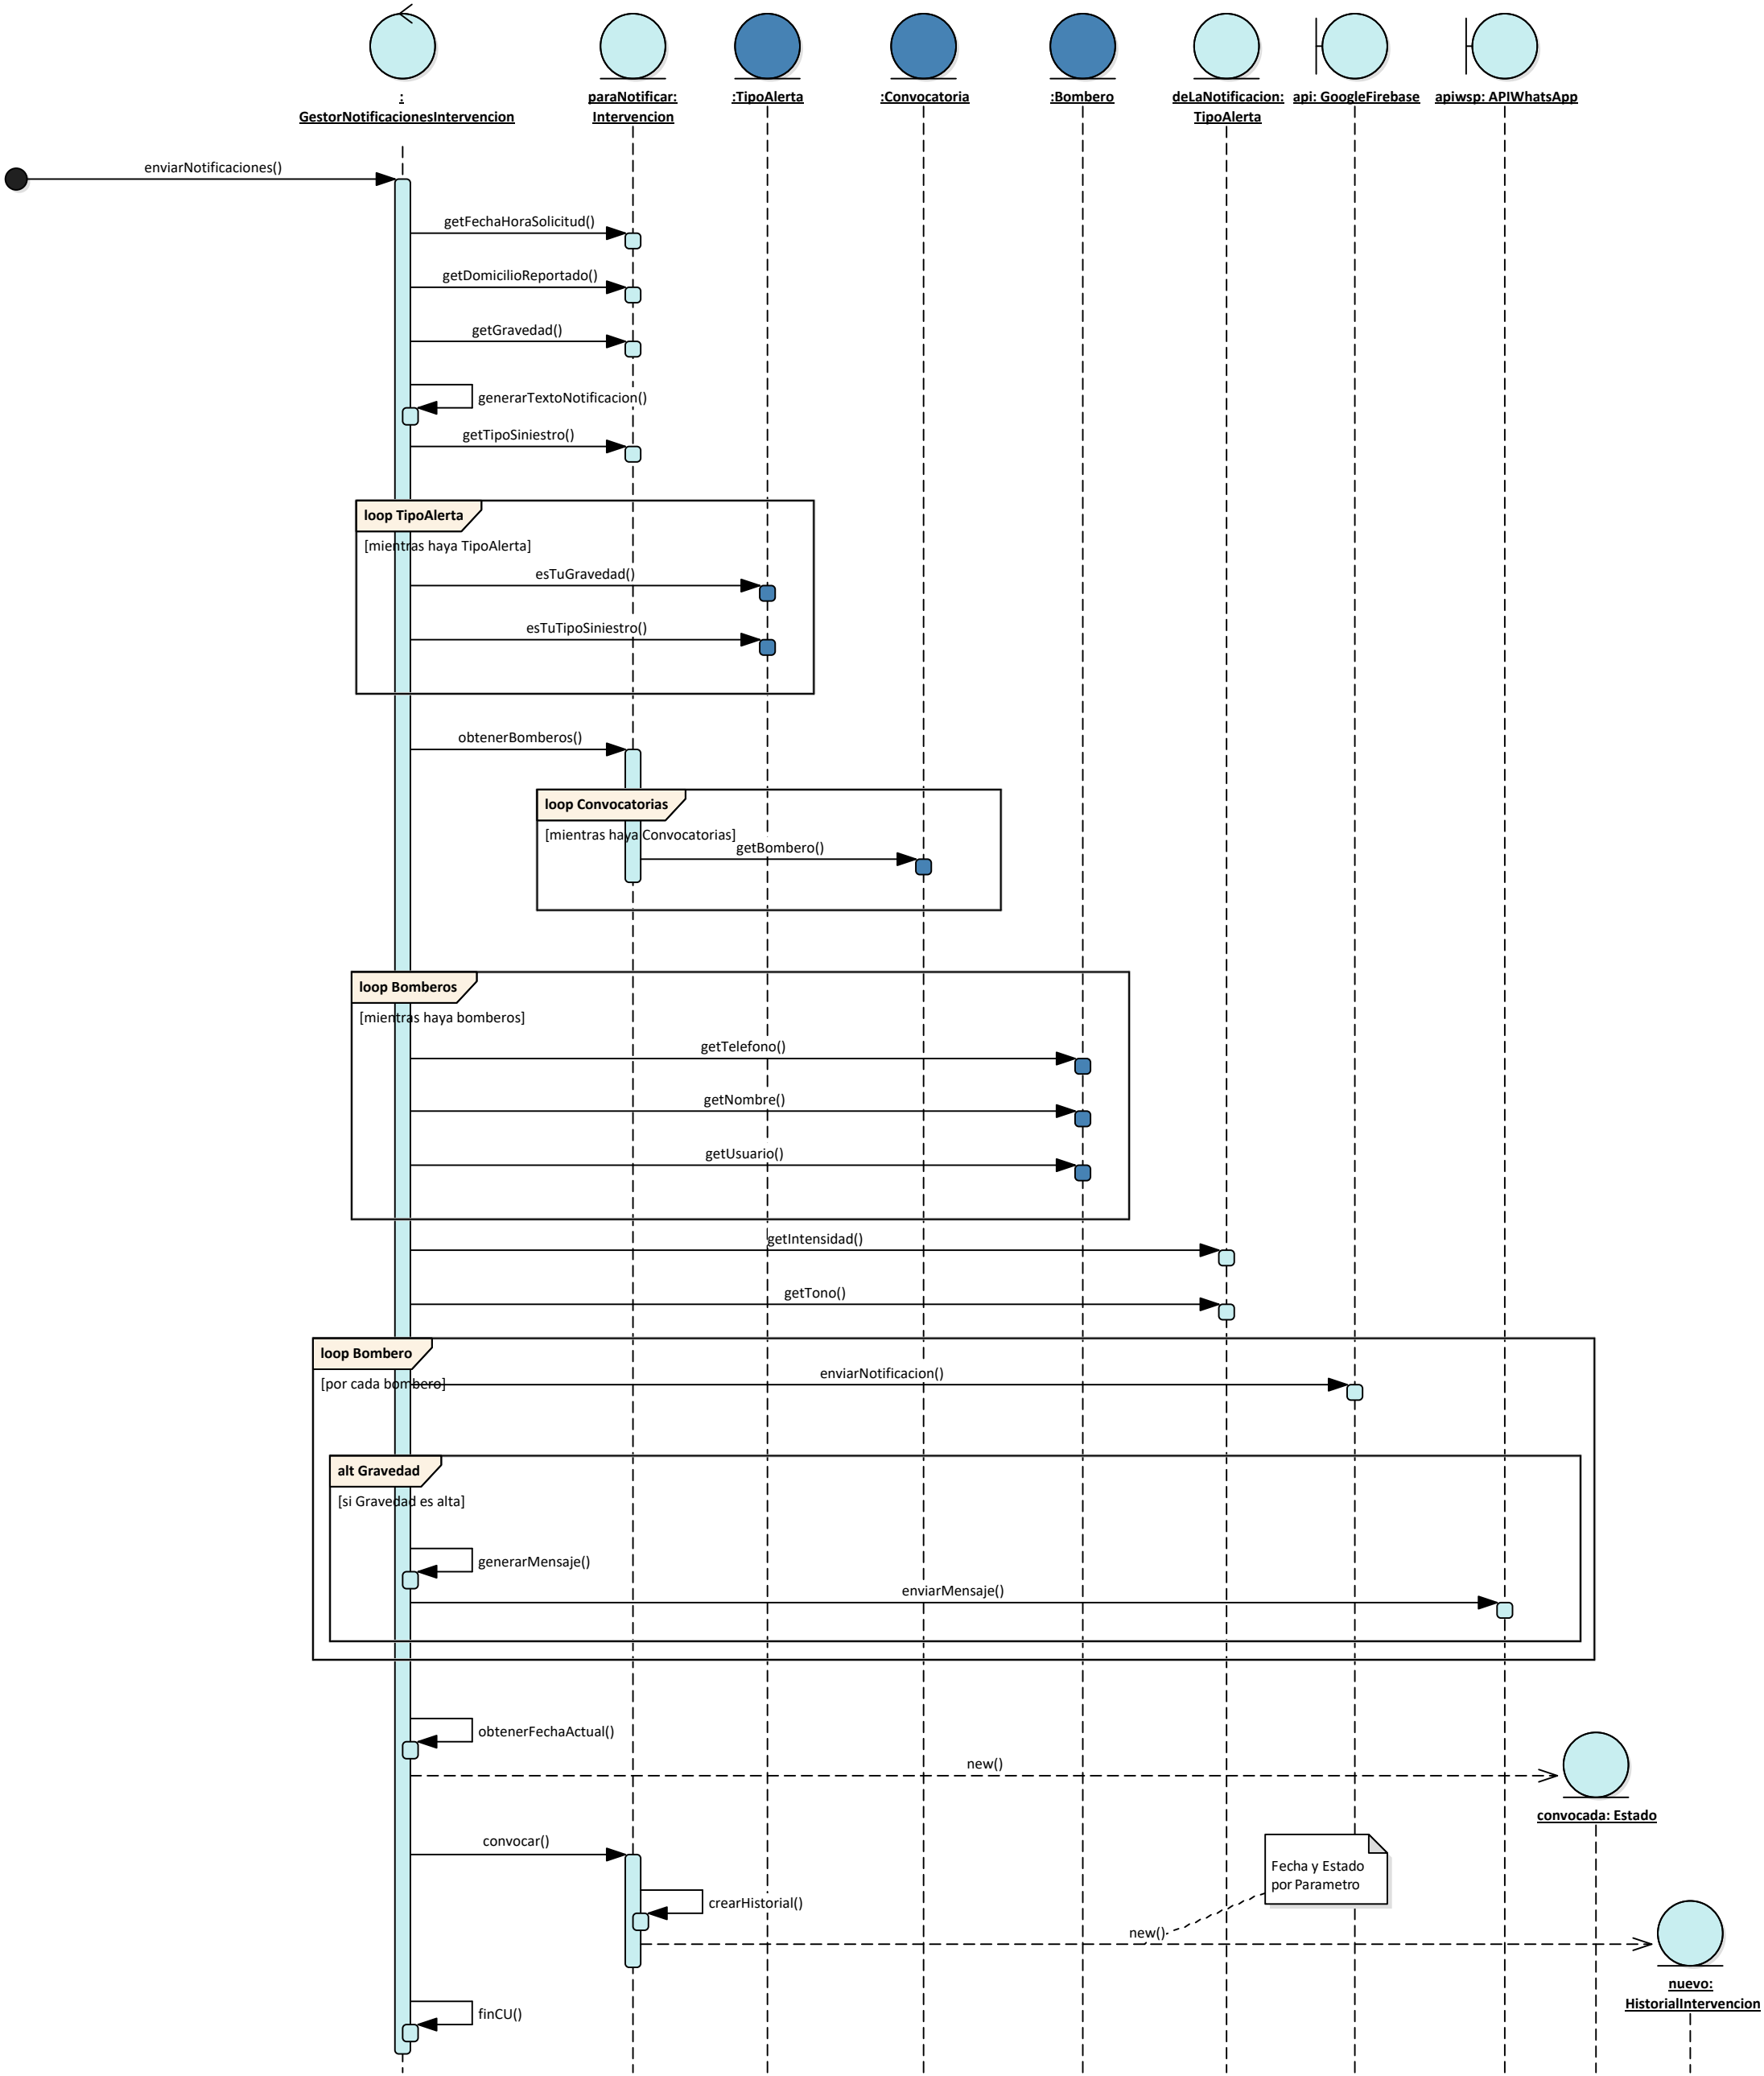 :
GestorNotificacionesIntervencion
paraNotificar:
Intervencion
:TipoAlerta
:Convocatoria
:Bombero
deLaNotificacion:
TipoAlerta
api: GoogleFirebase
apiwsp: APIWhatsApp
enviarNotificaciones()
getFechaHoraSolicitud()
getDomicilioReportado()
getGravedad()
generarTextoNotificacion()
getTipoSiniestro()
loop TipoAlerta
[mientras haya TipoAlerta]
esTuGravedad()
esTuTipoSiniestro()
obtenerBomberos()
loop Convocatorias
[mientras haya Convocatorias]
getBombero()
loop Bomberos
[mientras haya bomberos]
getTelefono()
getNombre()
getUsuario()
getIntensidad()
getTono()
loop Bombero
[por cada bombero]
enviarNotificacion()
alt Gravedad
[si Gravedad es alta]
generarMensaje()
enviarMensaje()
obtenerFechaActual()
new()
convocada: Estado
convocar()
Fecha y Estado
por Parametro
crearHistorial()
new()
nuevo:
HistorialIntervencion
finCU()